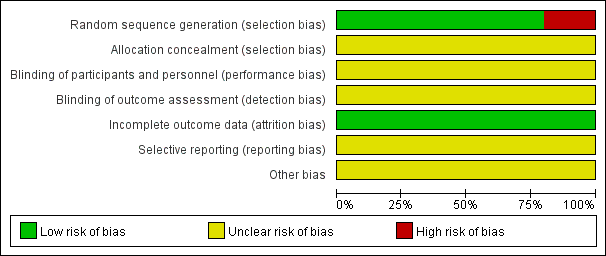 Random sequence generation (selection bias)
Allocation concealment (selection bias)
Blinding of participants and personnel (performance bias)
Blinding of outcome assessment (detection bias)
Incomplete outcome data (attrition bias)
Selective reporting (reporting bias)
Other bias
0% 25% 50% 75% 100%
Low risk of bias Unclear risk of bias High risk of bias